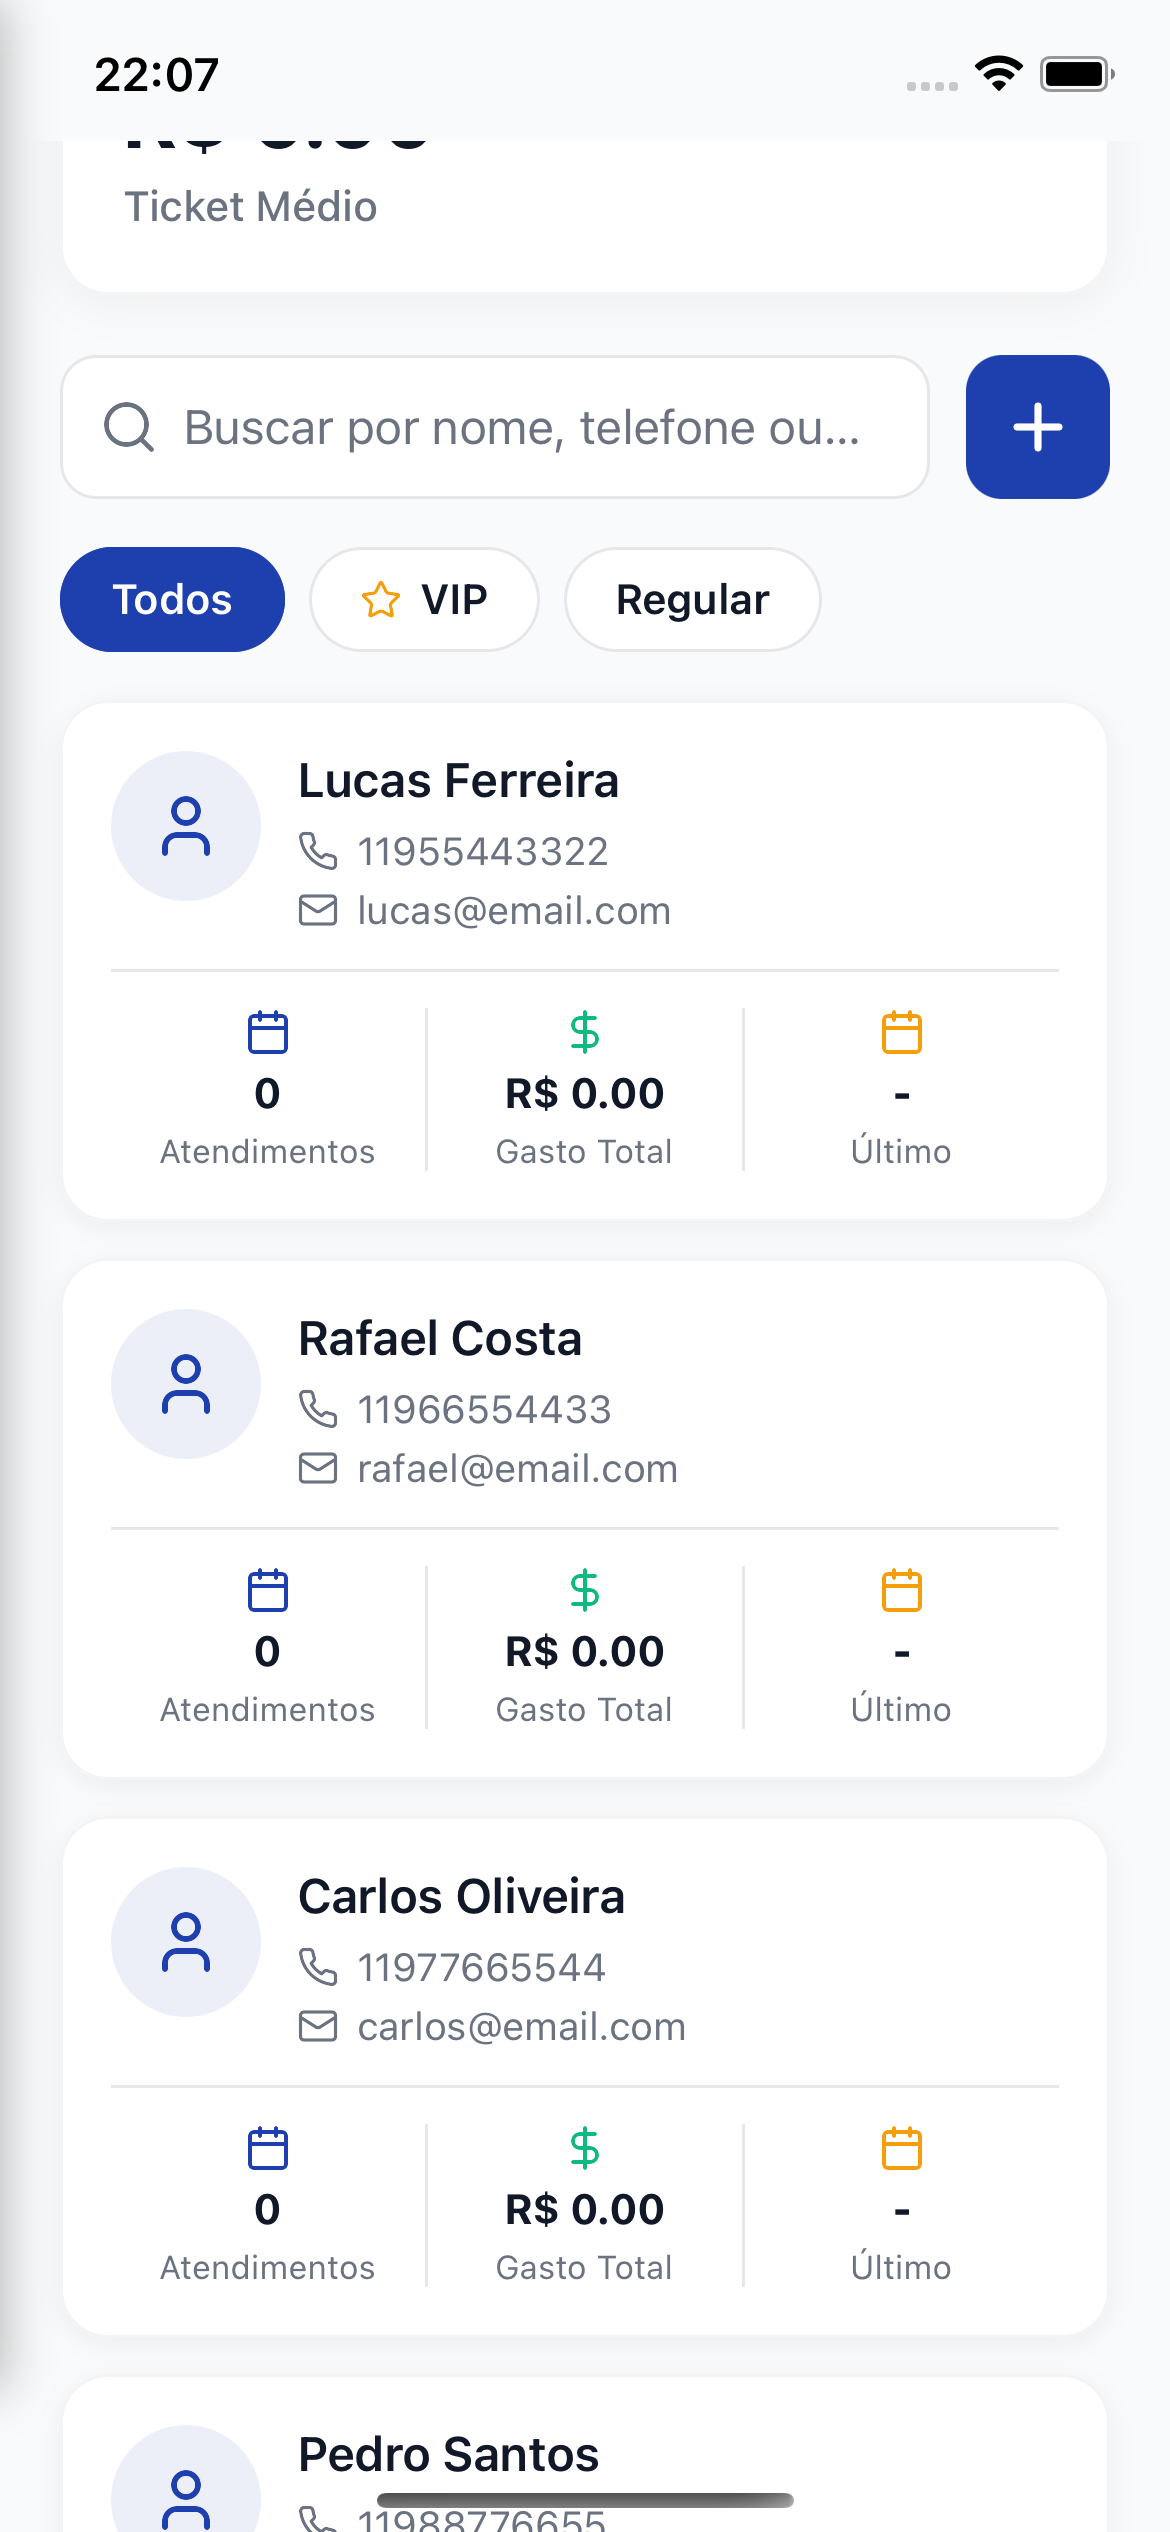 22:07
Ticket Médio
Buscar por nome, telefone ou...
Todos
VIP
Regular
Lucas Ferreira
11955443322
lucas@email.com
0
R$ 0.00
-
Atendimentos
Gasto Total
Último
Rafael Costa
11966554433
rafael@email.com
0
R$ 0.00
-
Atendimentos
Gasto Total
Último
Carlos Oliveira
11977665544
carlos@email.com
0
R$ 0.00
-
Atendimentos
Gasto Total
Último
Pedro Santos
11988776655